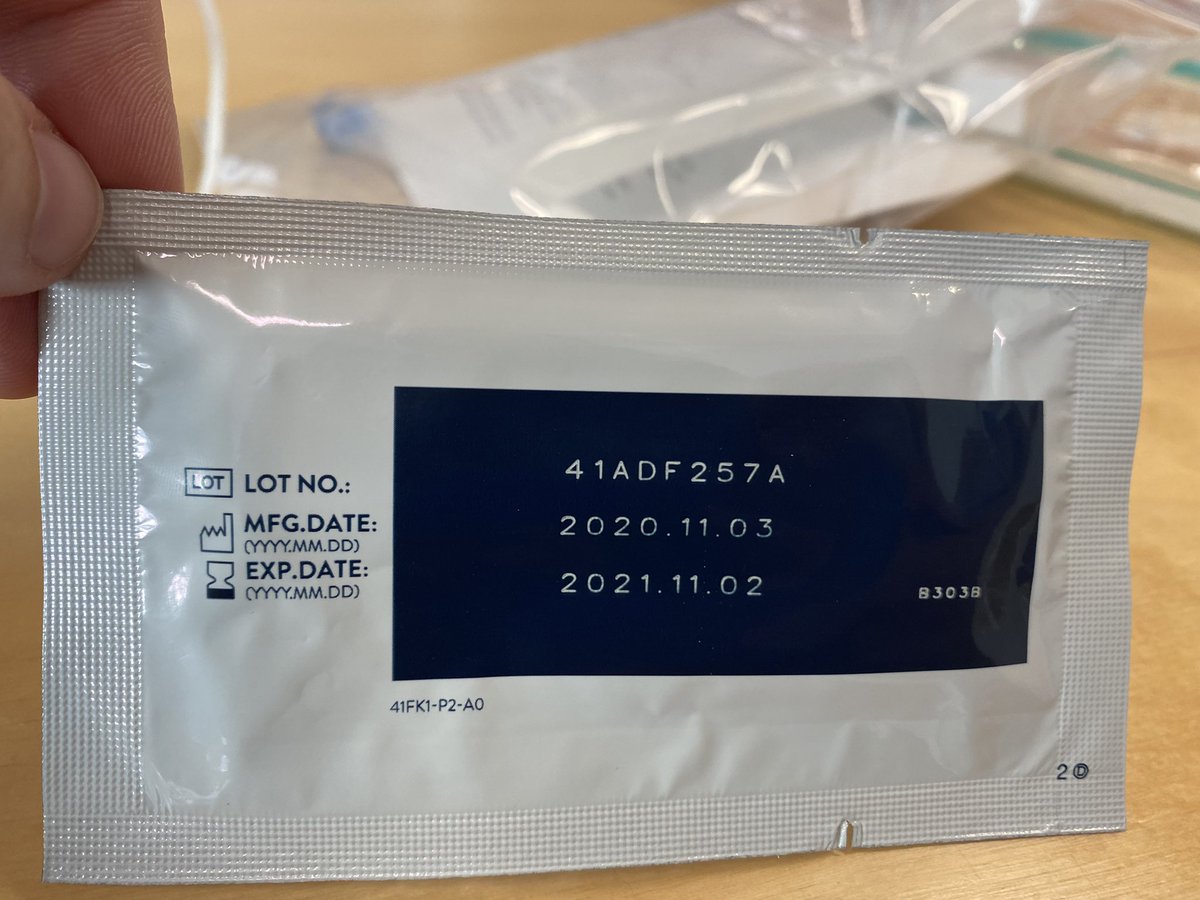 LOT LOT NO.: 41ADF257A
MFG.DATE: 2020.11.03
(YYYY.MM.DD)
EXP.DATE: 2021.11.02
(YYYY.MM.DD)
B303B
41FK1-P2-A0
2 D